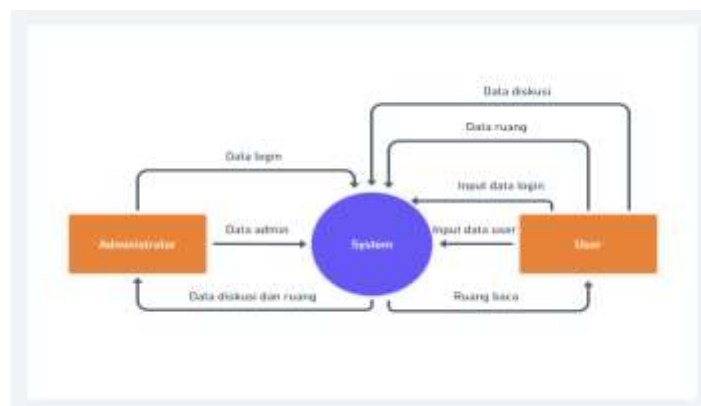 Data diskusi
Data ruang
Data login
Input data login
Administrator
Data admin
System
Input data user
User
Data diskusi dan ruang
Ruang baca